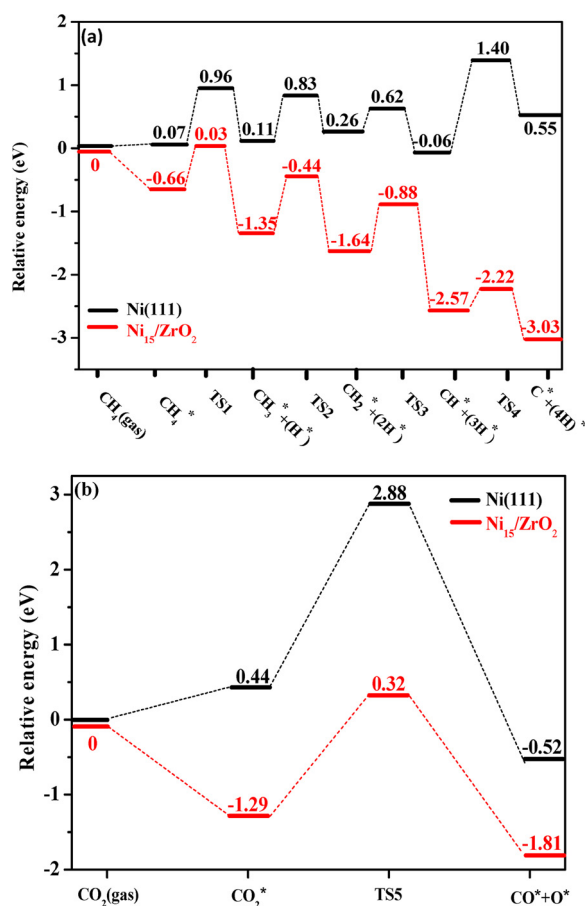 (a)
2
1
0
-1
-2
-3
Relative energy (eV)
0.96
0.83
0.62
1.40
0.07
0.11
0.26
-0.06
0.55
0
-0.66
0.03
-1.35
-0.44
-1.64
-0.88
-2.57
-2.22
-3.03
Ni(111)
Ni15/ZrO2
CH4(gas)
CH4*
TS1
CH3*+(H*)
TS2
CH2*+(2H*)
TS3
CH*+(3H*)
TS4
C*+(4H)*
(b)
3
2
1
0
-1
-2
Relative energy (eV)
2.88
Ni(111)
Ni15/ZrO2
0.44
0.32
0
-0.52
-1.29
-1.81
CO2(gas)
CO2*
TS5
CO*+O*